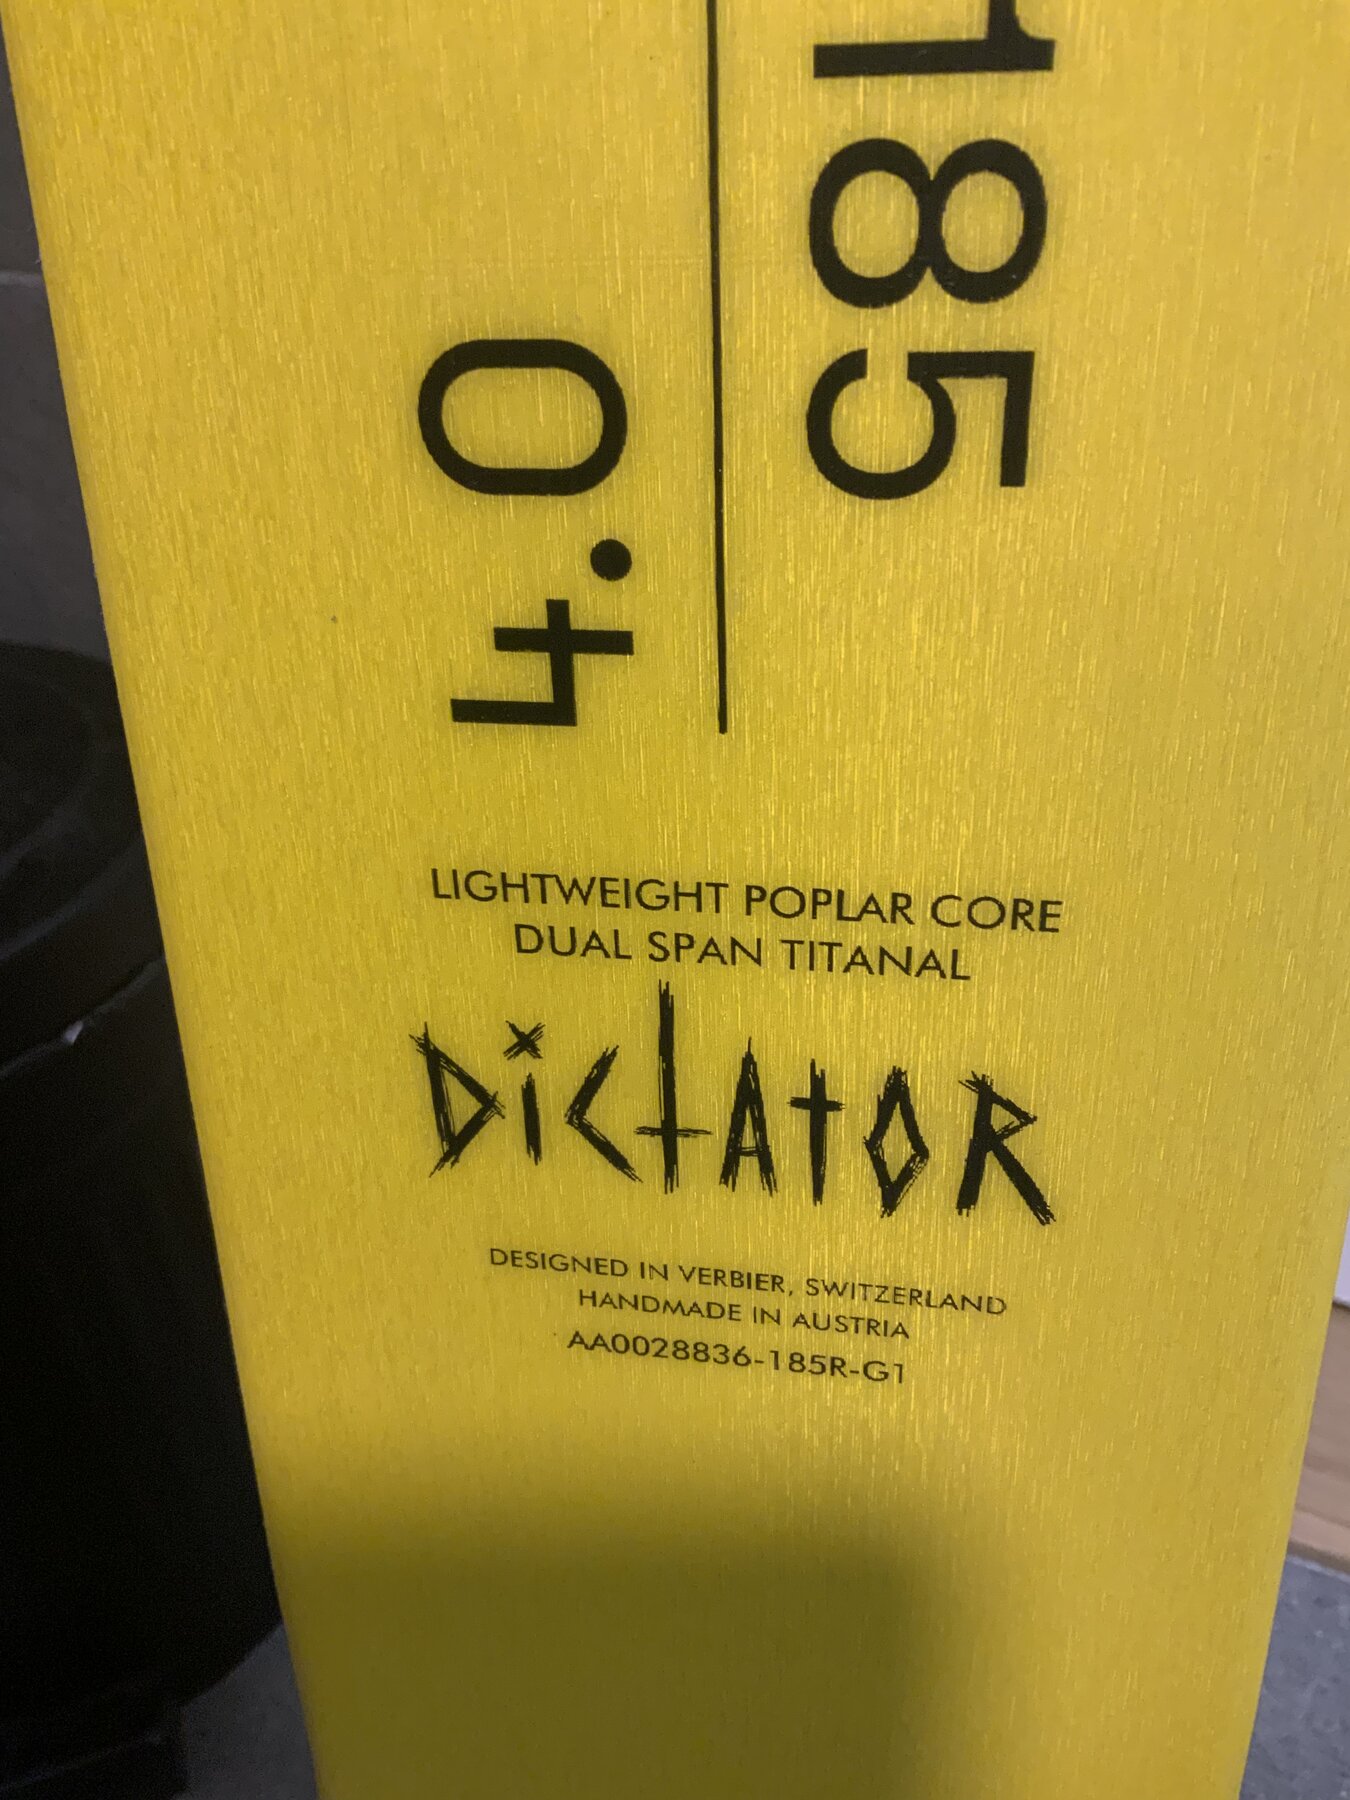 185
4.0
LIGHTWEIGHT POPLAR CORE
DUAL SPAN TITANAL
DictAtOR
DESIGNED IN VERBIER, SWITZERLAND
HANDMADE IN AUSTRIA
AA0028836-185R-G1